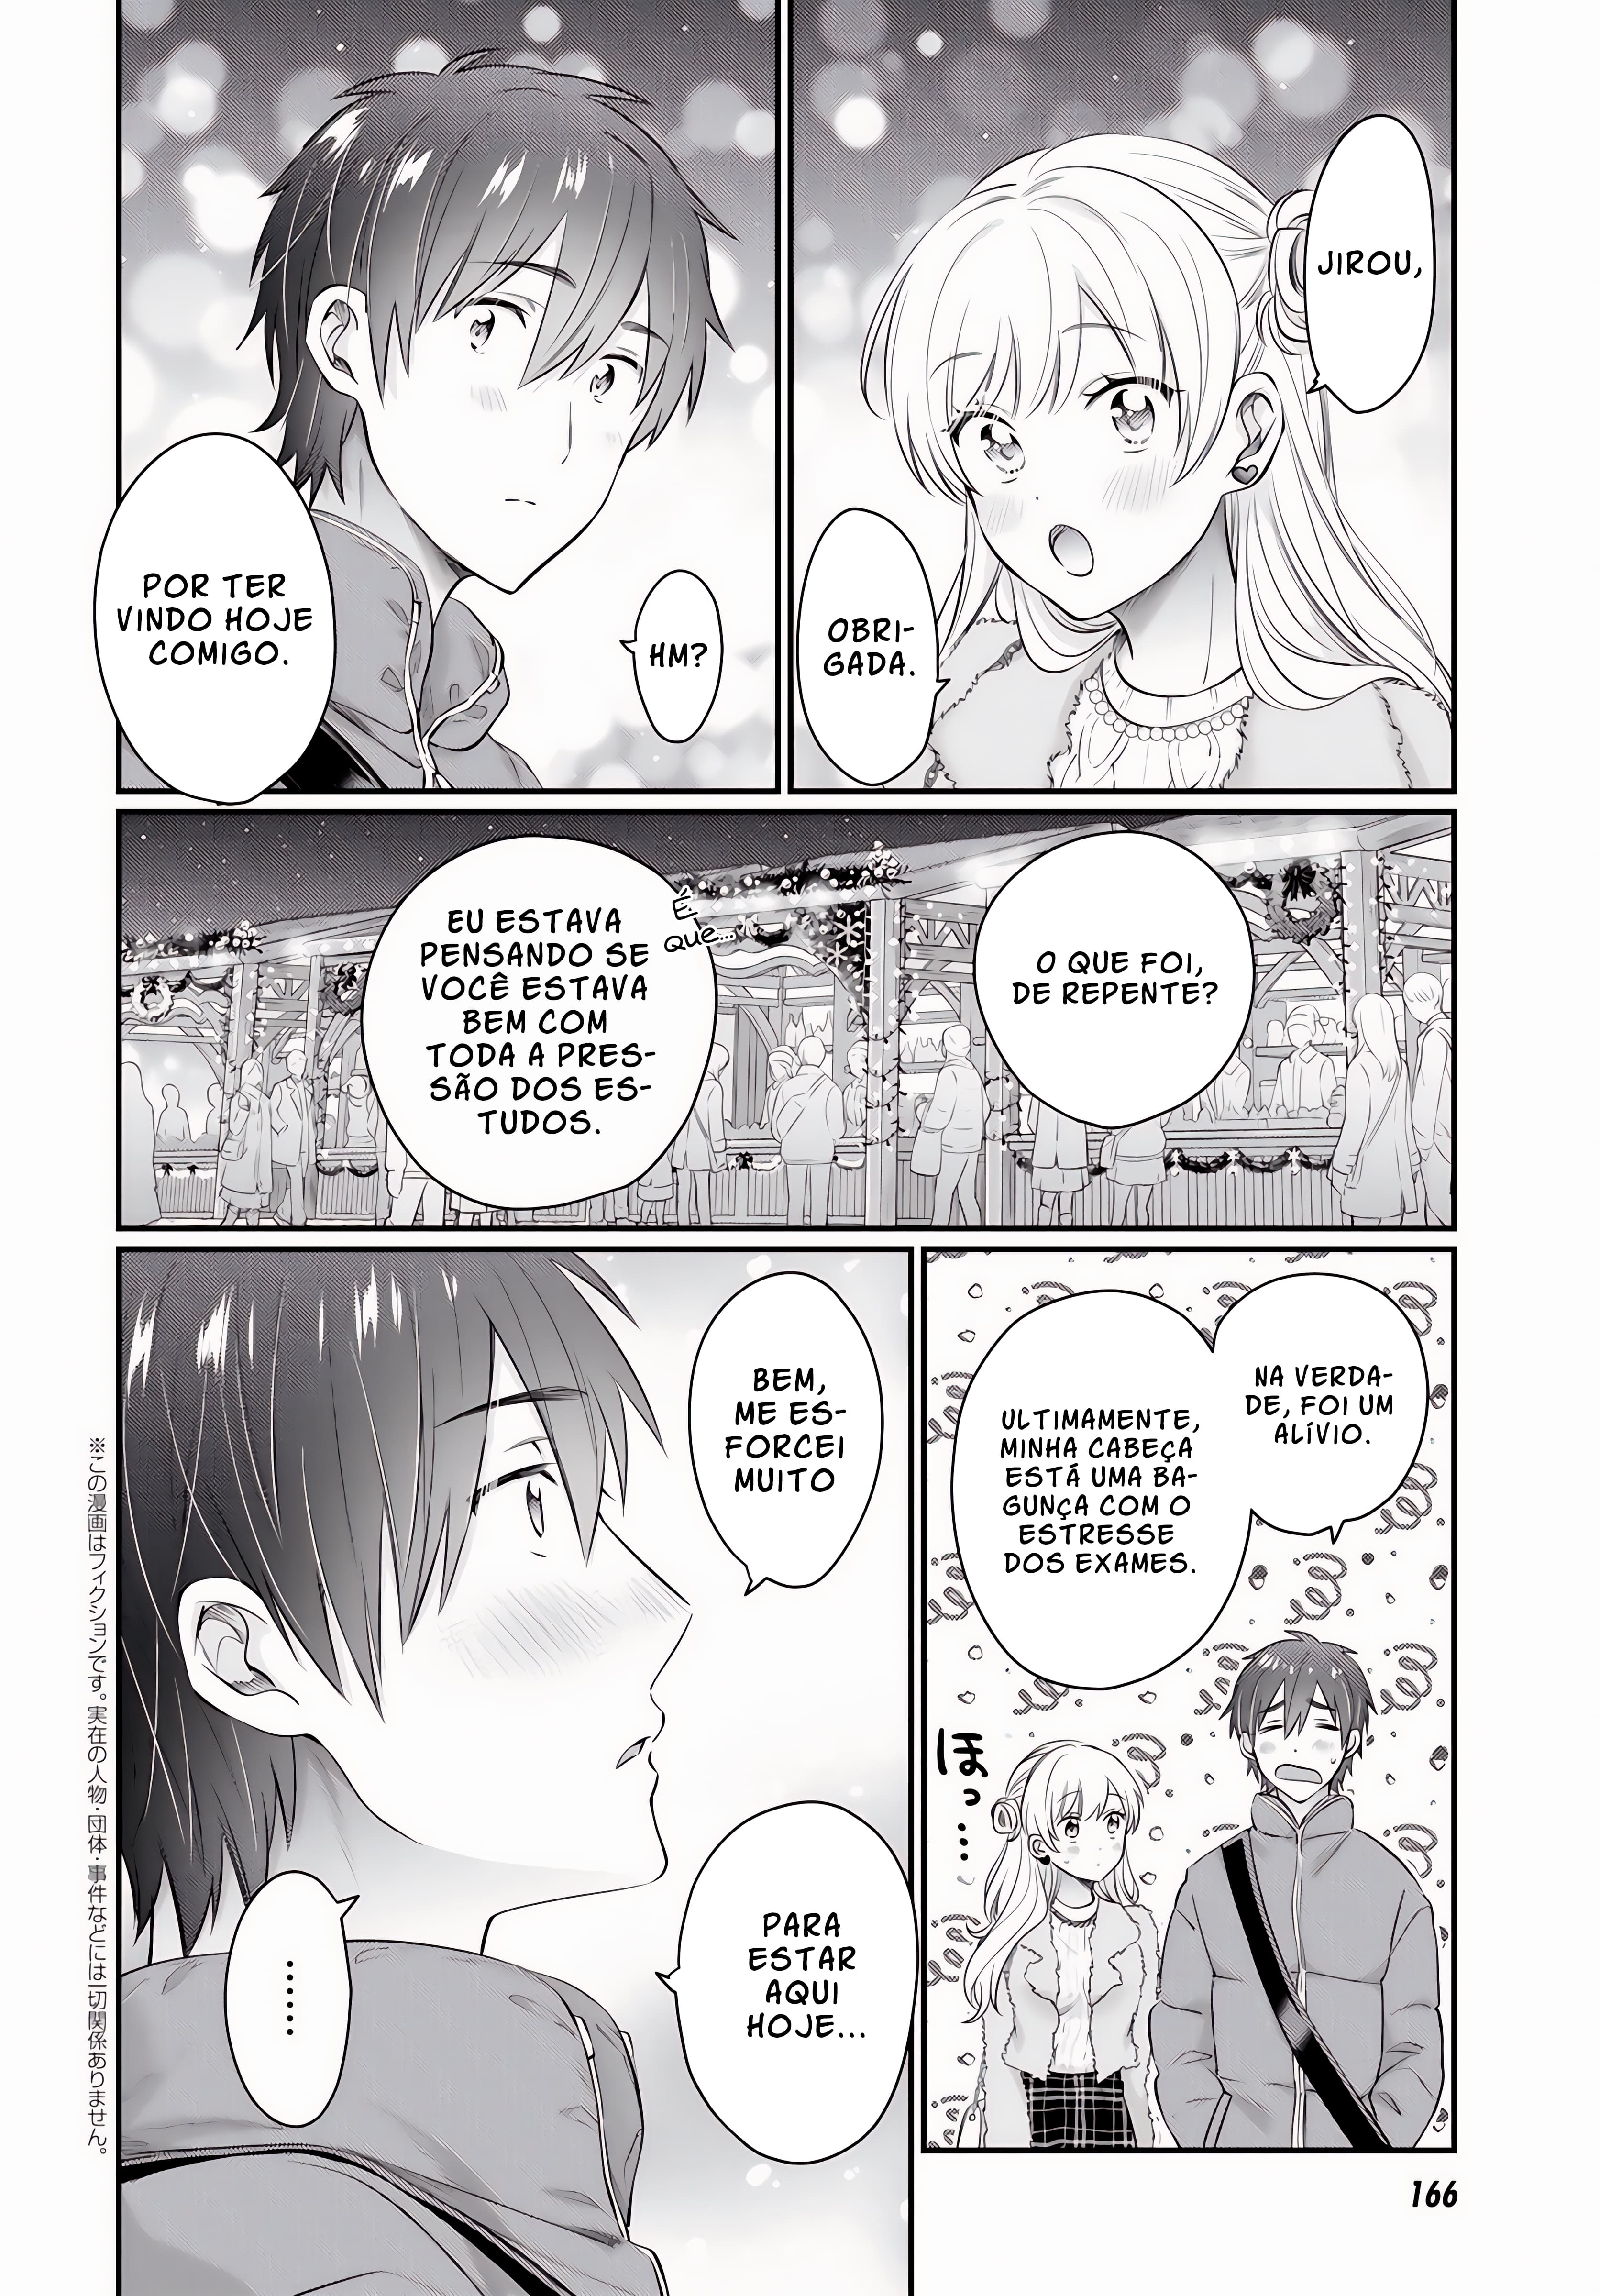 JIROU,
OBRI-
GADA.
HM?
POR TER
VINDO HOJE
COMIGO.
O QUE FOI,
DE REPENTE?
É
que...
EU ESTAVA
PENSANDO SE
VOCÊ ESTAVA
BEM COM
TODA A PRES-
SÃO DOS ES-
TUDOS.
NA VERDA-
DE, FOI UM
ALÍVIO.
ULTIMAMENTE,
MINHA CABEÇA
ESTÁ UMA BA-
GUNÇA COM O
ESTRESSE
DOS EXAMES.
ほっ…
BEM,
ME ES-
FORCEI
MUITO
PARA
ESTAR
AQUI
HOJE...
......
※この漫画はフィクションです。実在の人物・団体・事件などには一切関係ありません。
166